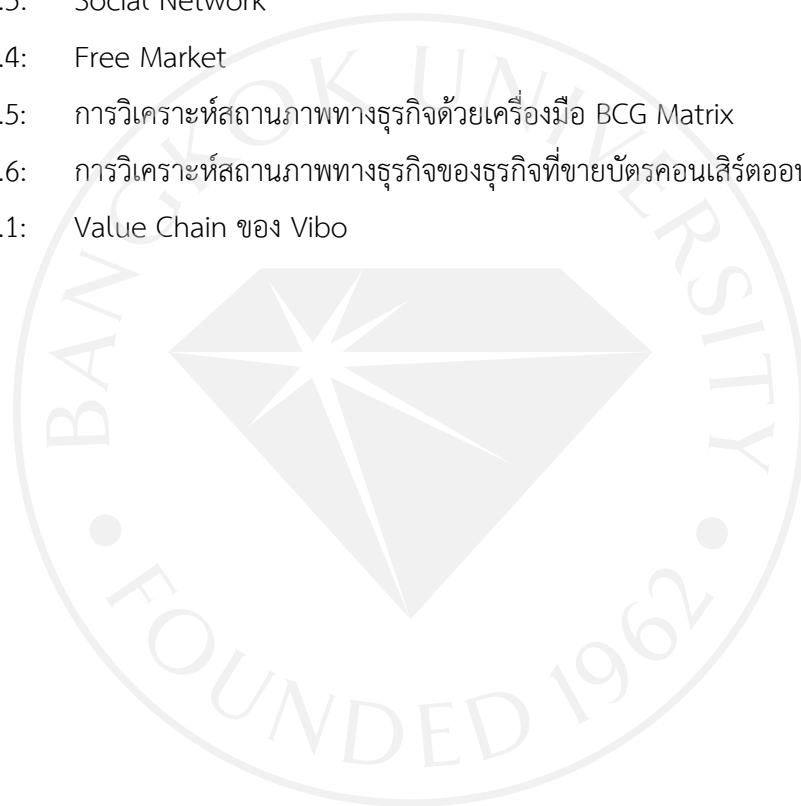 .3: Social Network
.4: Free Market
.5: การวิเคราะห์สถานภาพทางธุรกิจด้วยเครื่องมือ BCG Matrix
.6: การวิเคราะห์สถานภาพทางธุรกิจของธุรกิจที่ขายบัตรคอนเสิร์ตออน
.1: Value Chain ของ Vibo
BANGKOK UNIVERSITY
FOUNDED 1962